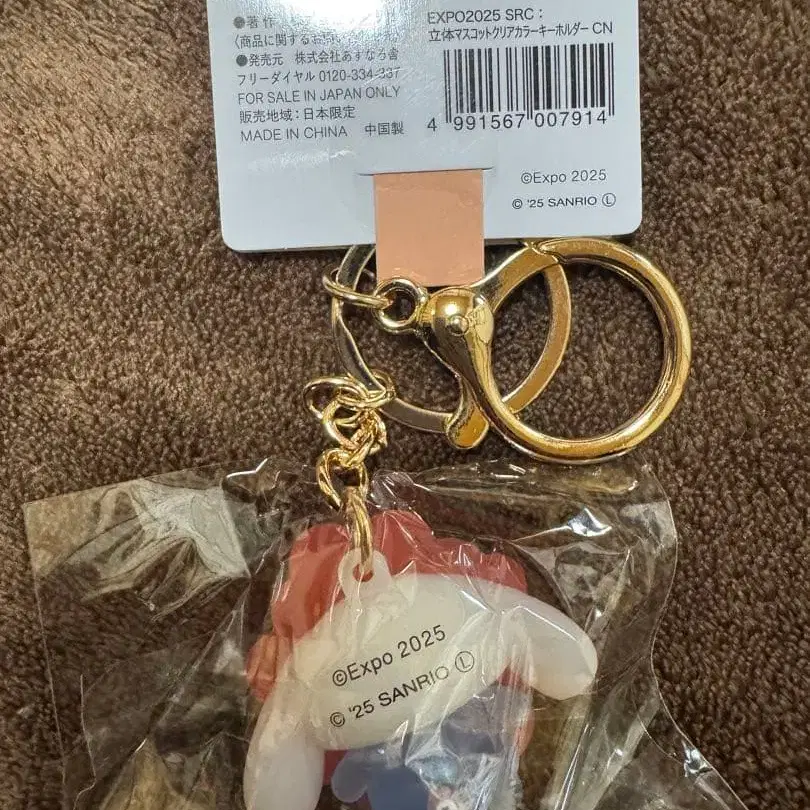 ●著作
(商品に関するお
●発売元 株式会社あすなろ舎
フリーダイヤル 0120-334-337
FOR SALE IN JAPAN ONLY
販売地域：日本限定
MADE IN CHINA 中国製
EXPO2025 SRC：
立体マスコットクリアカラーキーホルダー CN
4 991567 007914
©Expo 2025
© '25 SANRIO Ⓛ
©Expo 2025
© '25 SANRIO Ⓛ